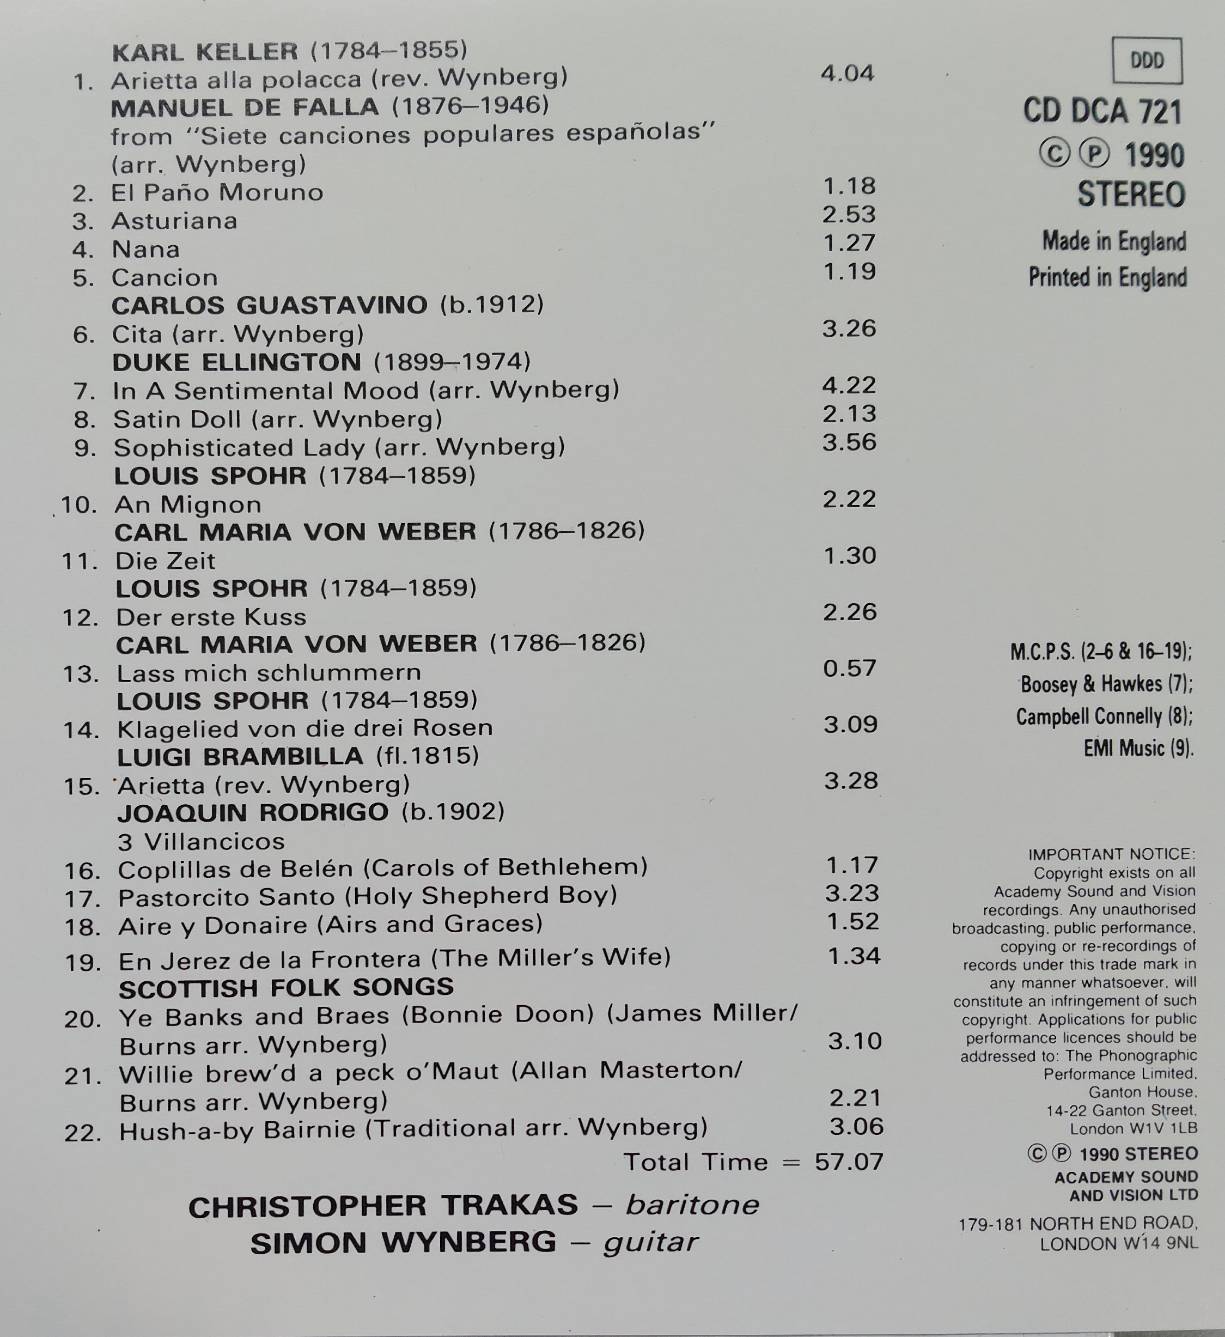 KARL KELLER (1784–1855)
1. Arietta alla polacca (rev. Wynberg) 4.04
MANUEL DE FALLA (1876–1946)
from "Siete canciones populares españolas"
(arr. Wynberg)
2. El Paño Moruno 1.18
3. Asturiana 2.53
4. Nana 1.27
5. Cancion 1.19
CARLOS GUASTAVINO (b.1912)
6. Cita (arr. Wynberg) 3.26
DUKE ELLINGTON (1899–1974)
7. In A Sentimental Mood (arr. Wynberg) 4.22
8. Satin Doll (arr. Wynberg) 2.13
9. Sophisticated Lady (arr. Wynberg) 3.56
LOUIS SPOHR (1784–1859)
10. An Mignon 2.22
CARL MARIA VON WEBER (1786–1826)
11. Die Zeit 1.30
LOUIS SPOHR (1784–1859)
12. Der erste Kuss 2.26
CARL MARIA VON WEBER (1786–1826)
13. Lass mich schlummern 0.57
LOUIS SPOHR (1784–1859)
14. Klagelied von die drei Rosen 3.09
LUIGI BRAMBILLA (fl.1815)
15. Arietta (rev. Wynberg) 3.28
JOAQUIN RODRIGO (b.1902)
3 Villancicos
16. Coplillas de Belén (Carols of Bethlehem) 1.17
17. Pastorcito Santo (Holy Shepherd Boy) 3.23
18. Aire y Donaire (Airs and Graces) 1.52
19. En Jerez de la Frontera (The Miller's Wife) 1.34
SCOTTISH FOLK SONGS
20. Ye Banks and Braes (Bonnie Doon) (James Miller/
Burns arr. Wynberg) 3.10
21. Willie brew'd a peck o'Maut (Allan Masterton/
Burns arr. Wynberg) 2.21
22. Hush-a-by Bairnie (Traditional arr. Wynberg) 3.06
Total Time = 57.07
CHRISTOPHER TRAKAS – baritone
SIMON WYNBERG – guitar
DDD
CD DCA 721
Ⓒ Ⓟ 1990
STEREO
Made in England
Printed in England
M.C.P.S. (2–6 & 16–19);
Boosey & Hawkes (7);
Campbell Connelly (8);
EMI Music (9).
IMPORTANT NOTICE:
Copyright exists on all
Academy Sound and Vision
recordings. Any unauthorised
broadcasting, public performance,
copying or re-recordings of
records under this trade mark in
any manner whatsoever, will
constitute an infringement of such
copyright. Applications for public
performance licences should be
addressed to: The Phonographic
Performance Limited,
Ganton House,
14-22 Ganton Street,
London W1V 1LB
Ⓒ Ⓟ 1990 STEREO
ACADEMY SOUND
AND VISION LTD
179-181 NORTH END ROAD,
LONDON W14 9NL